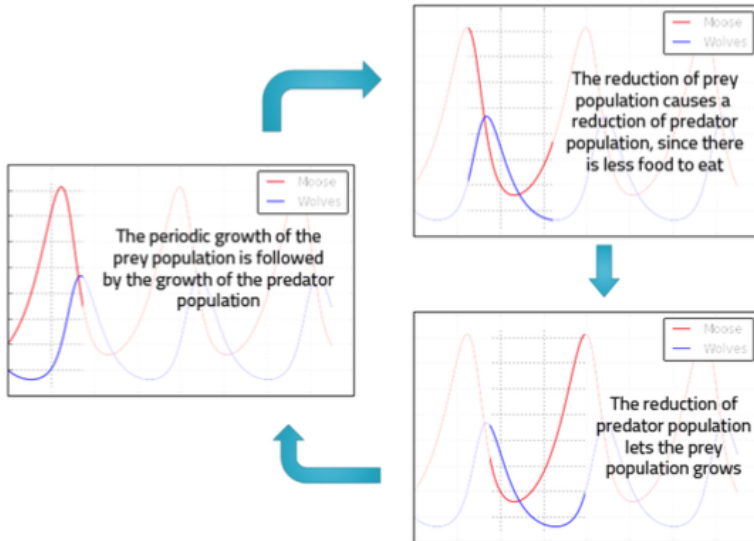 Moose
Wolves
The periodic growth of the
prey population is followed
by the growth of the predator
population
Moose
Wolves
The reduction of prey
population causes a
reduction of predator
population, since there
is less food to eat
Moose
Wolves
The reduction of
predator population
lets the prey
population grows